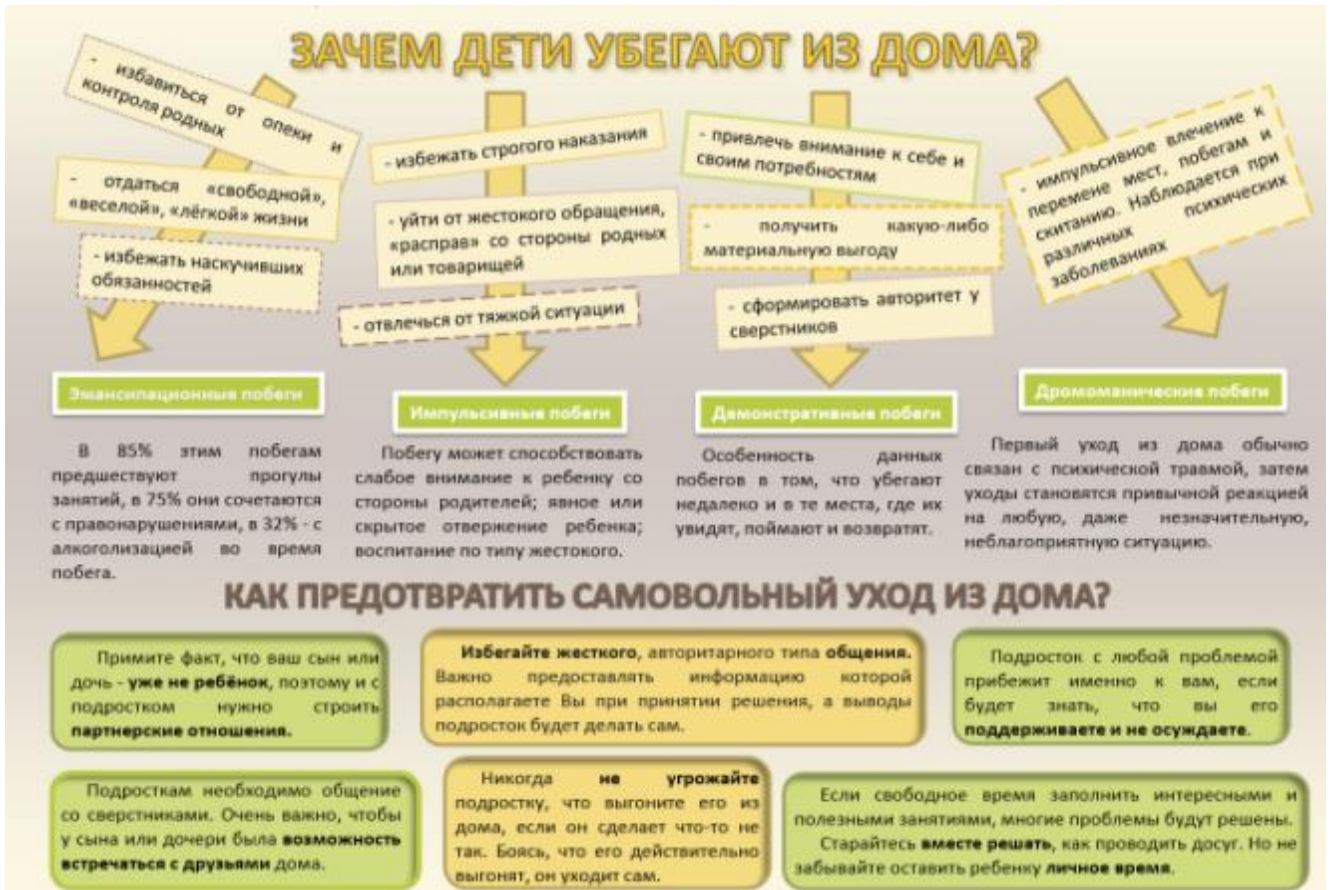 ЗАЧЕМ ДЕТИ УБЕГАЮТ ИЗ ДОМА?
- избавиться от опеки и
контроля родных
- отдаться «свободной»,
«веселой», «лёгкой» жизни
- избежать наскучивших
обязанностей
Эмансипационные побеги
В 85% этим побегам
предшествуют прогулы
занятий, в 75% они сочетаются
с правонарушениями, в 32% - с
алкоголизацией во время
побега.
- избежать строгого наказания
- уйти от жестокого обращения,
«расправ» со стороны родных
или товарищей
- отвлечься от тяжкой ситуации
Импульсивные побеги
Побегу может способствовать
слабое внимание к ребенку со
стороны родителей; явное или
скрытое отвержение ребенка;
воспитание по типу жестокого.
- привлечь внимание к себе и
своим потребностям
- получить какую-либо
материальную выгоду
- сформировать авторитет у
сверстников
Демонстративные побеги
Особенность данных
побегов в том, что убегают
недалеко и в те места, где их
увидят, поймают и возвратят.
- импульсивное влечение к
перемене мест, побегам и
скитанию. Наблюдается при
различных психических
заболеваниях
Дромоманические побеги
Первый уход из дома обычно
связан с психической травмой, затем
уходы становятся привычной реакцией
на любую, даже незначительную,
неблагоприятную ситуацию.
КАК ПРЕДОТВРАТИТЬ САМОВОЛЬНЫЙ УХОД ИЗ ДОМА?
Примите факт, что ваш сын или
дочь - уже не ребёнок, поэтому и с
подростком нужно строить
партнерские отношения.
Избегайте жесткого, авторитарного типа общения.
Важно предоставлять информацию которой
располагаете Вы при принятии решения, а выводы
подросток будет делать сам.
Подросток с любой проблемой
прибежит именно к вам, если
будет знать, что вы его
поддерживаете и не осуждаете.
Подросткам необходимо общение
со сверстниками. Очень важно, чтобы
у сына или дочери была возможность
встречаться с друзьями дома.
Никогда не угрожайте
подростку, что выгоните его из
дома, если он сделает что-то не
так. Боясь, что его действительно
выгонят, он уходит сам.
Если свободное время заполнить интересными и
полезными занятиями, многие проблемы будут решены.
Старайтесь вместе решать, как проводить досуг. Но не
забывайте оставить ребенку личное время.